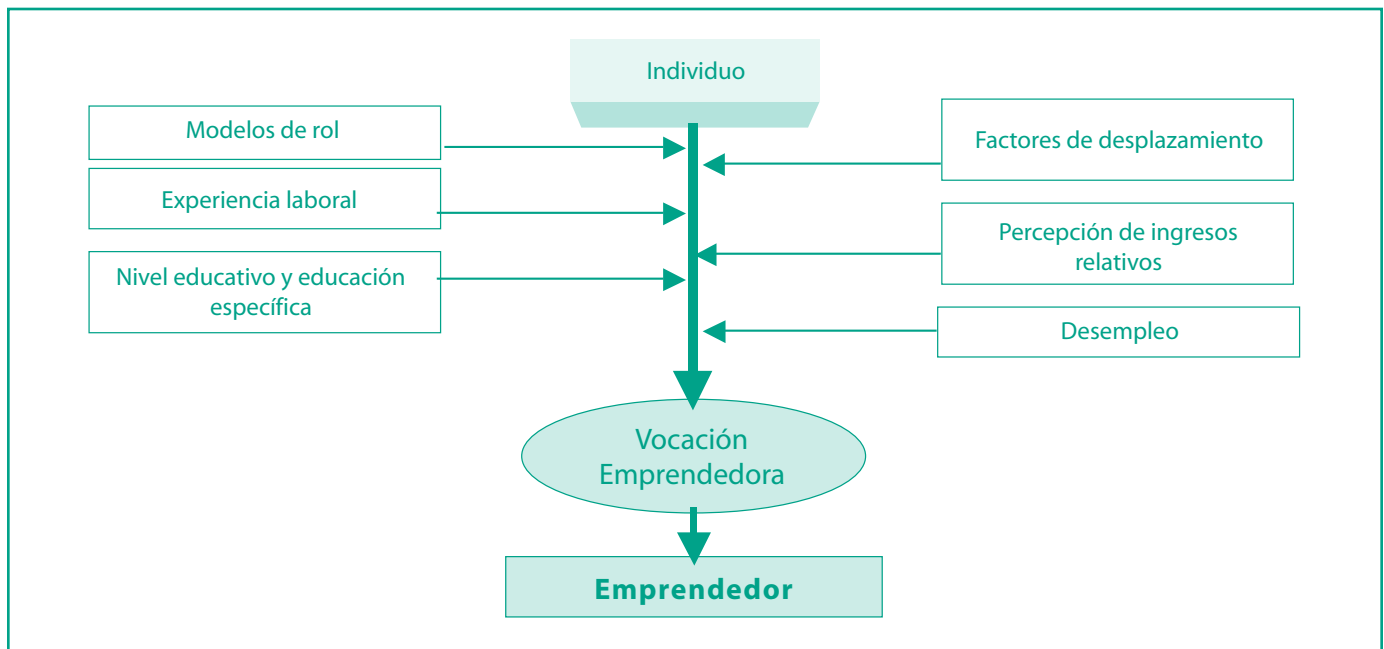 Individuo
Modelos de rol
Factores de desplazamiento
Experiencia laboral
Percepción de ingresos
relativos
Nivel educativo y educación
específica
Desempleo
Vocación
Emprendedora
Emprendedor